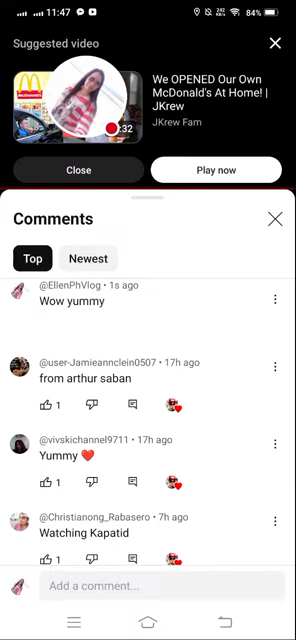 11:47
242
KB/S
84%
Suggested video
We OPENED Our Own
McDonald's At Home! |
JKrew
JKrew Fam
:32
Close
Play now
Comments
Top
Newest
@EllenPhVlog • 1s ago
Wow yummy
@user-Jamieannclein0507 • 17h ago
from arthur saban
1
@vivskichannel9711 • 17h ago
Yummy ❤️
1
@Christianong_Rabasero • 7h ago
Watching Kapatid
1
Add a comment...